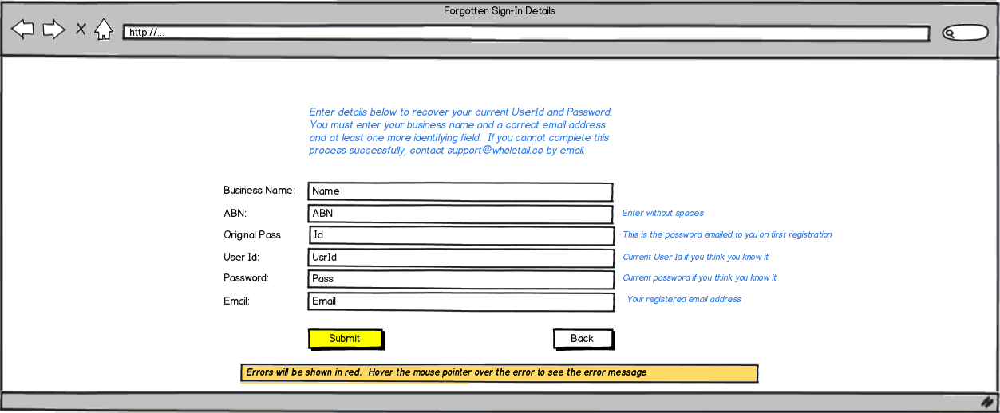 Forgotten Sign-In Details
http://...
Enter details below to recover your current UserId and Password.
You must enter your business name and a correct email address
and at least one more identifying field. If you cannot complete this
process successfully, contact support@wholetail.co by email.
Business Name: Name
ABN: ABN Enter without spaces
Original Pass Id This is the password emailed to you on first registration
User Id: UsrId Current User Id if you think you know it
Password: Pass Current password if you think you know it
Email: Email Your registered email address
Submit Back
Errors will be shown in red. Hover the mouse pointer over the error to see the error message